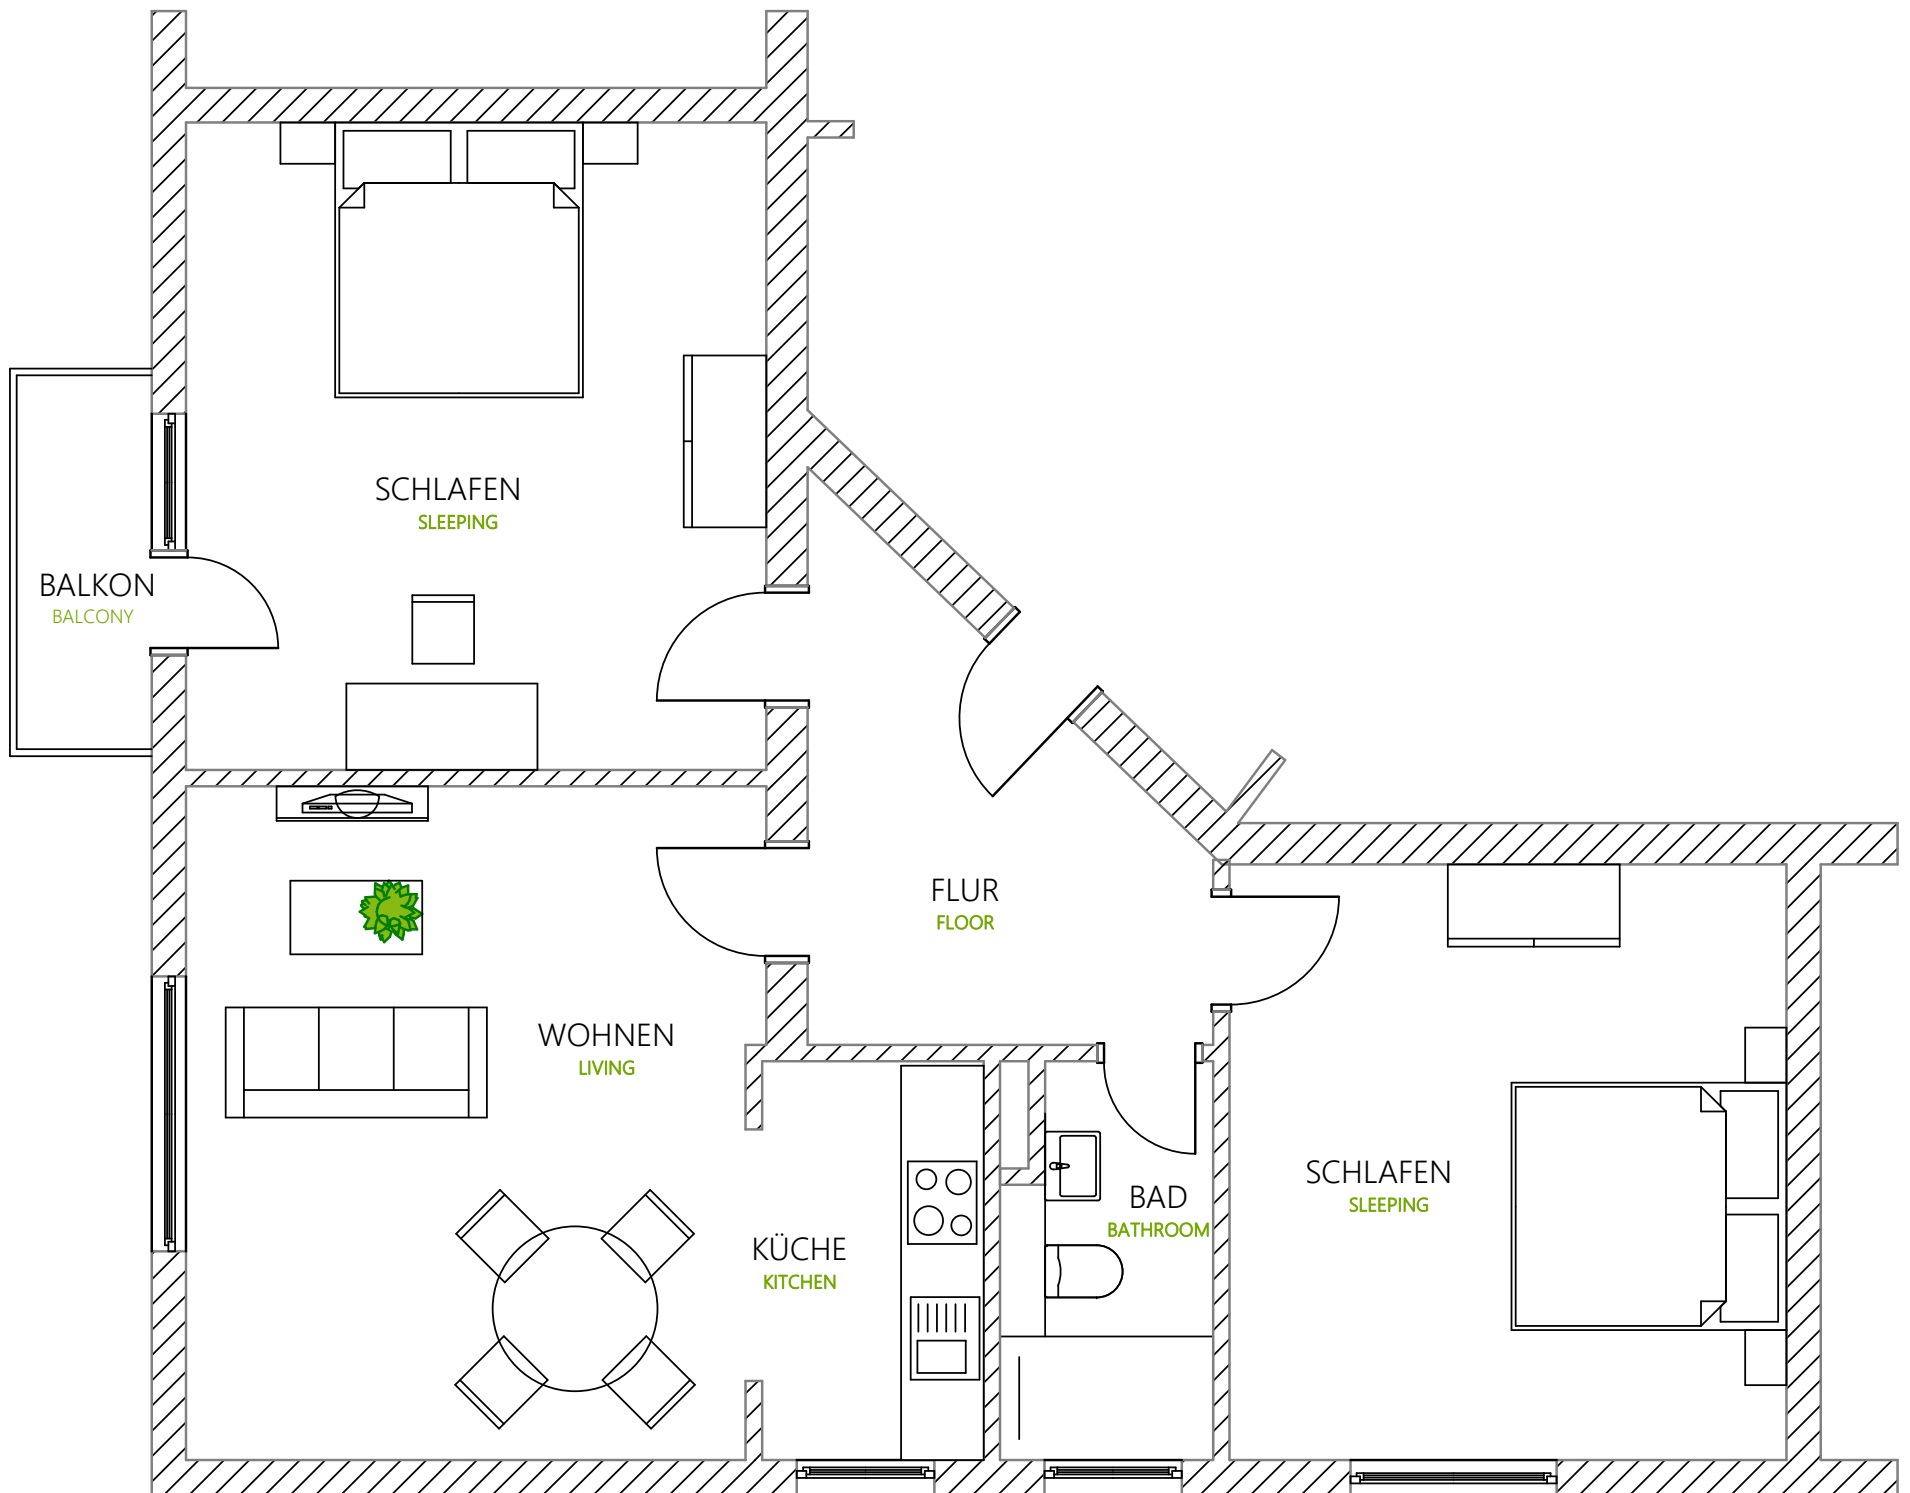 SCHLAFEN
SLEEPING
BALKON
BALCONY
FLUR
FLOOR
WOHNEN
LIVING
SCHLAFEN
SLEEPING
BAD
BATHROOM
KÜCHE
KITCHEN